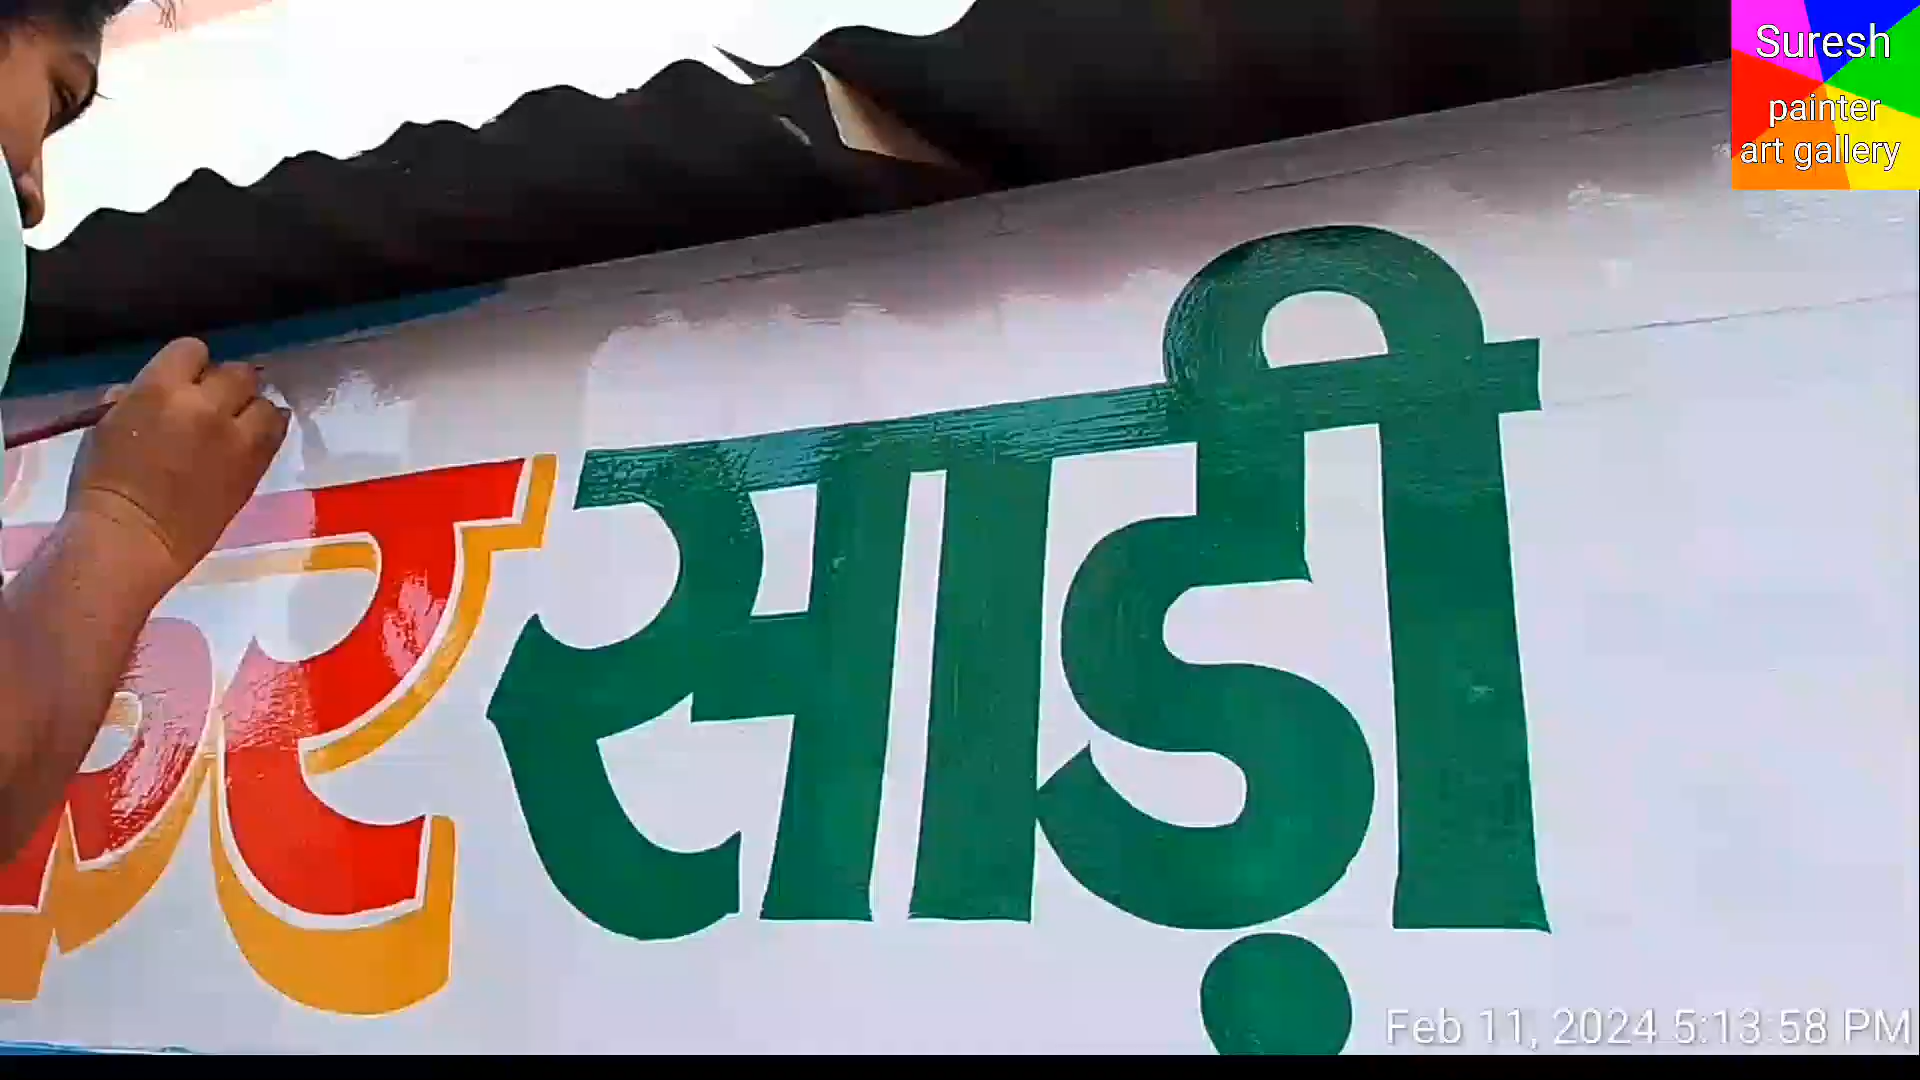 Suresh
painter
art gallery
साड़ी
Feb 11, 2024 5:13:58 PM